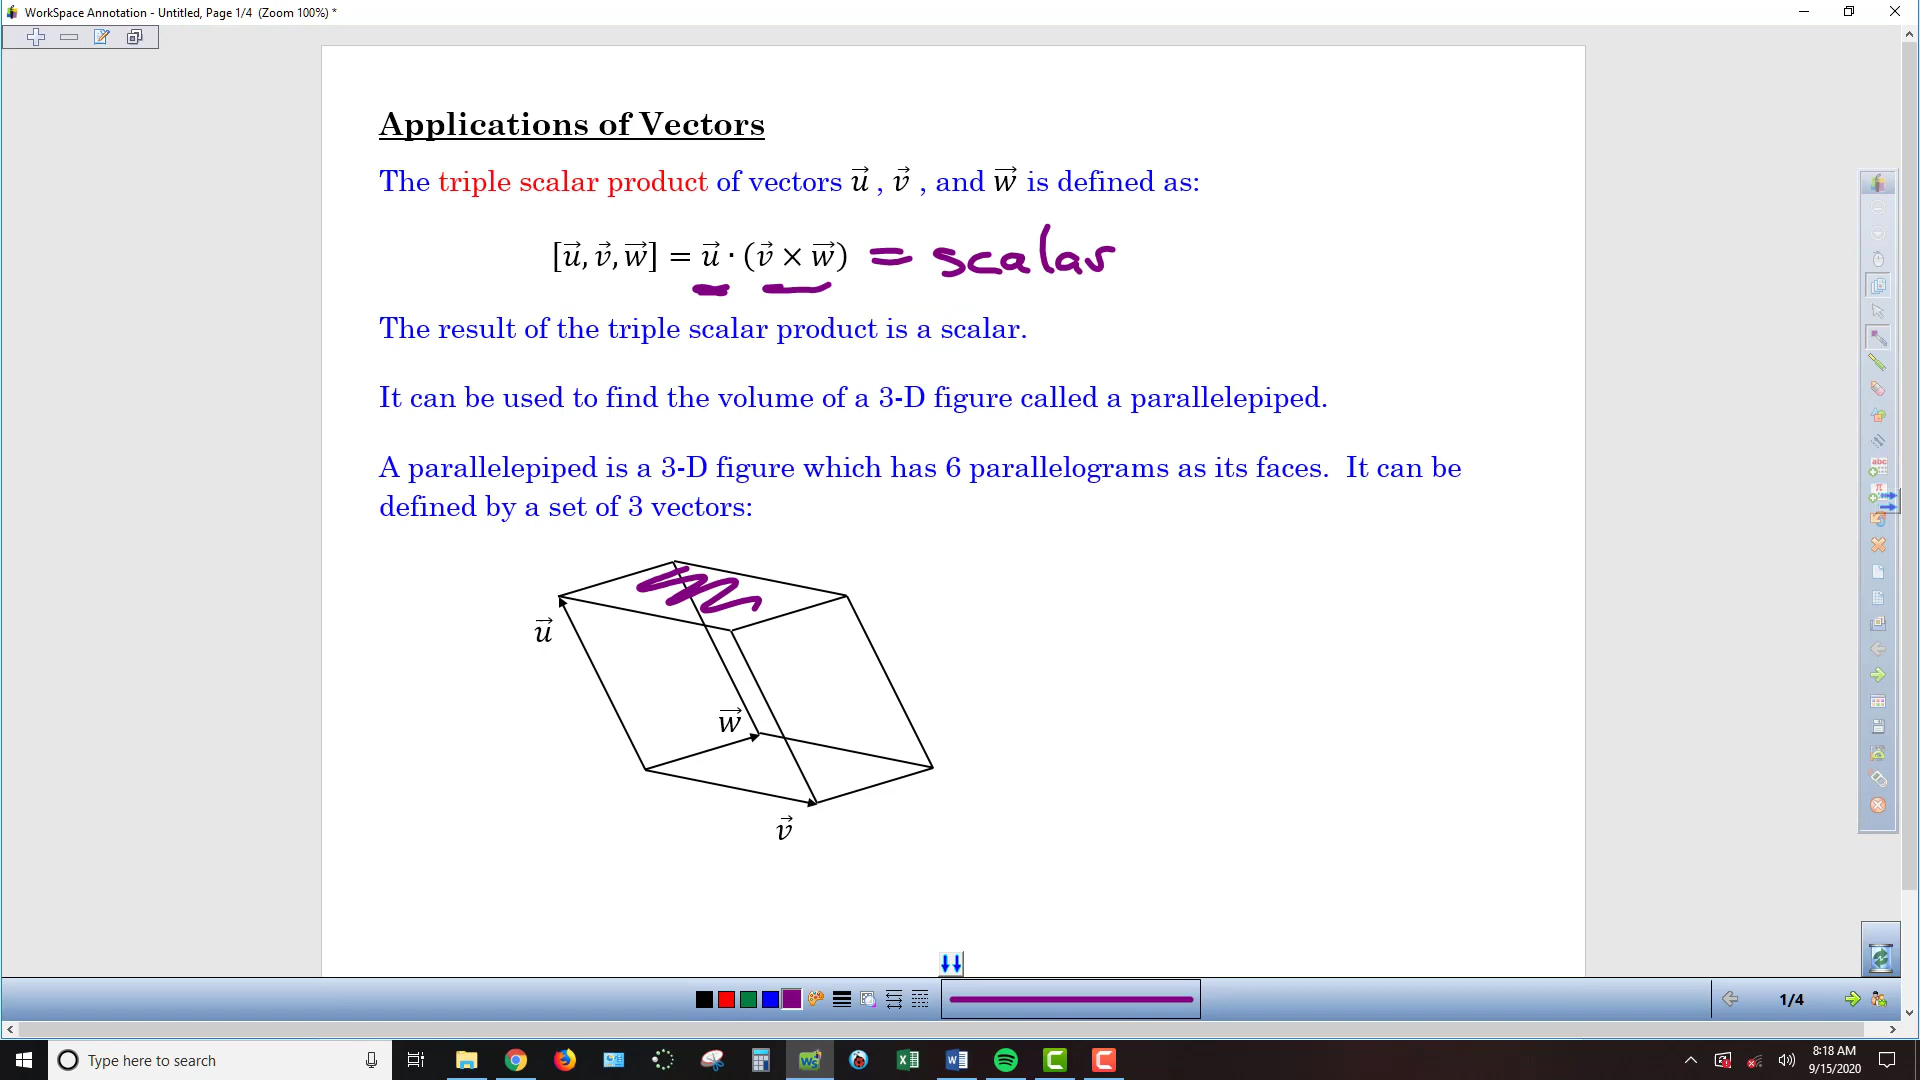 WorkSpace Annotation - Untitled, Page 1/4 (Zoom 100%) *
Applications of Vectors
The triple scalar product of vectors u⃗ , v⃗ , and w⃗ is defined as:
[u⃗, v⃗, w⃗] = u⃗ · (v⃗ × w⃗) = scalar
The result of the triple scalar product is a scalar.
It can be used to find the volume of a 3-D figure called a parallelepiped.
A parallelepiped is a 3-D figure which has 6 parallelograms as its faces. It can be
defined by a set of 3 vectors:
u⃗
w⃗
v⃗
abc
π
1/4
Type here to search
8:18 AM
9/15/2020